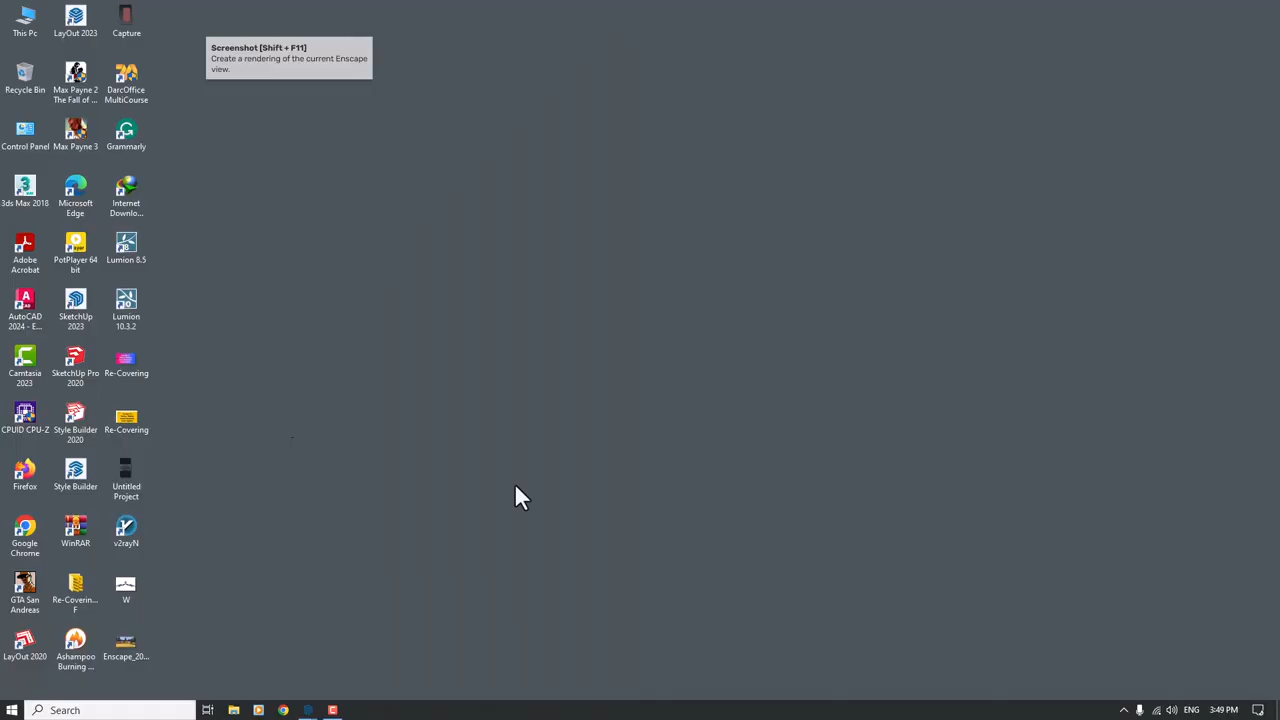 This Pc
LayOut 2023
Capture
Screenshot [Shift + F11]
Create a rendering of the current Enscape
view.
Recycle Bin
Max Payne 2
The Fall of ...
DarcOffice
MultiCourse
Control Panel
Max Payne 3
Grammarly
3ds Max 2018
Microsoft
Edge
Internet
Downlo...
Adobe
Acrobat
PotPlayer 64
bit
Lumion 8.5
AutoCAD
2024 - E...
SketchUp
2023
Lumion
10.3.2
Camtasia
2023
SketchUp Pro
2020
Re-Covering
CPUID CPU-Z
Style Builder
2020
Re-Covering
Firefox
Style Builder
Untitled
Project
Google
Chrome
WinRAR
v2rayN
GTA San
Andreas
Re-Coverin...
F
W
LayOut 2020
Ashampoo
Burning ...
Enscape_20...
Search
ENG
3:49 PM